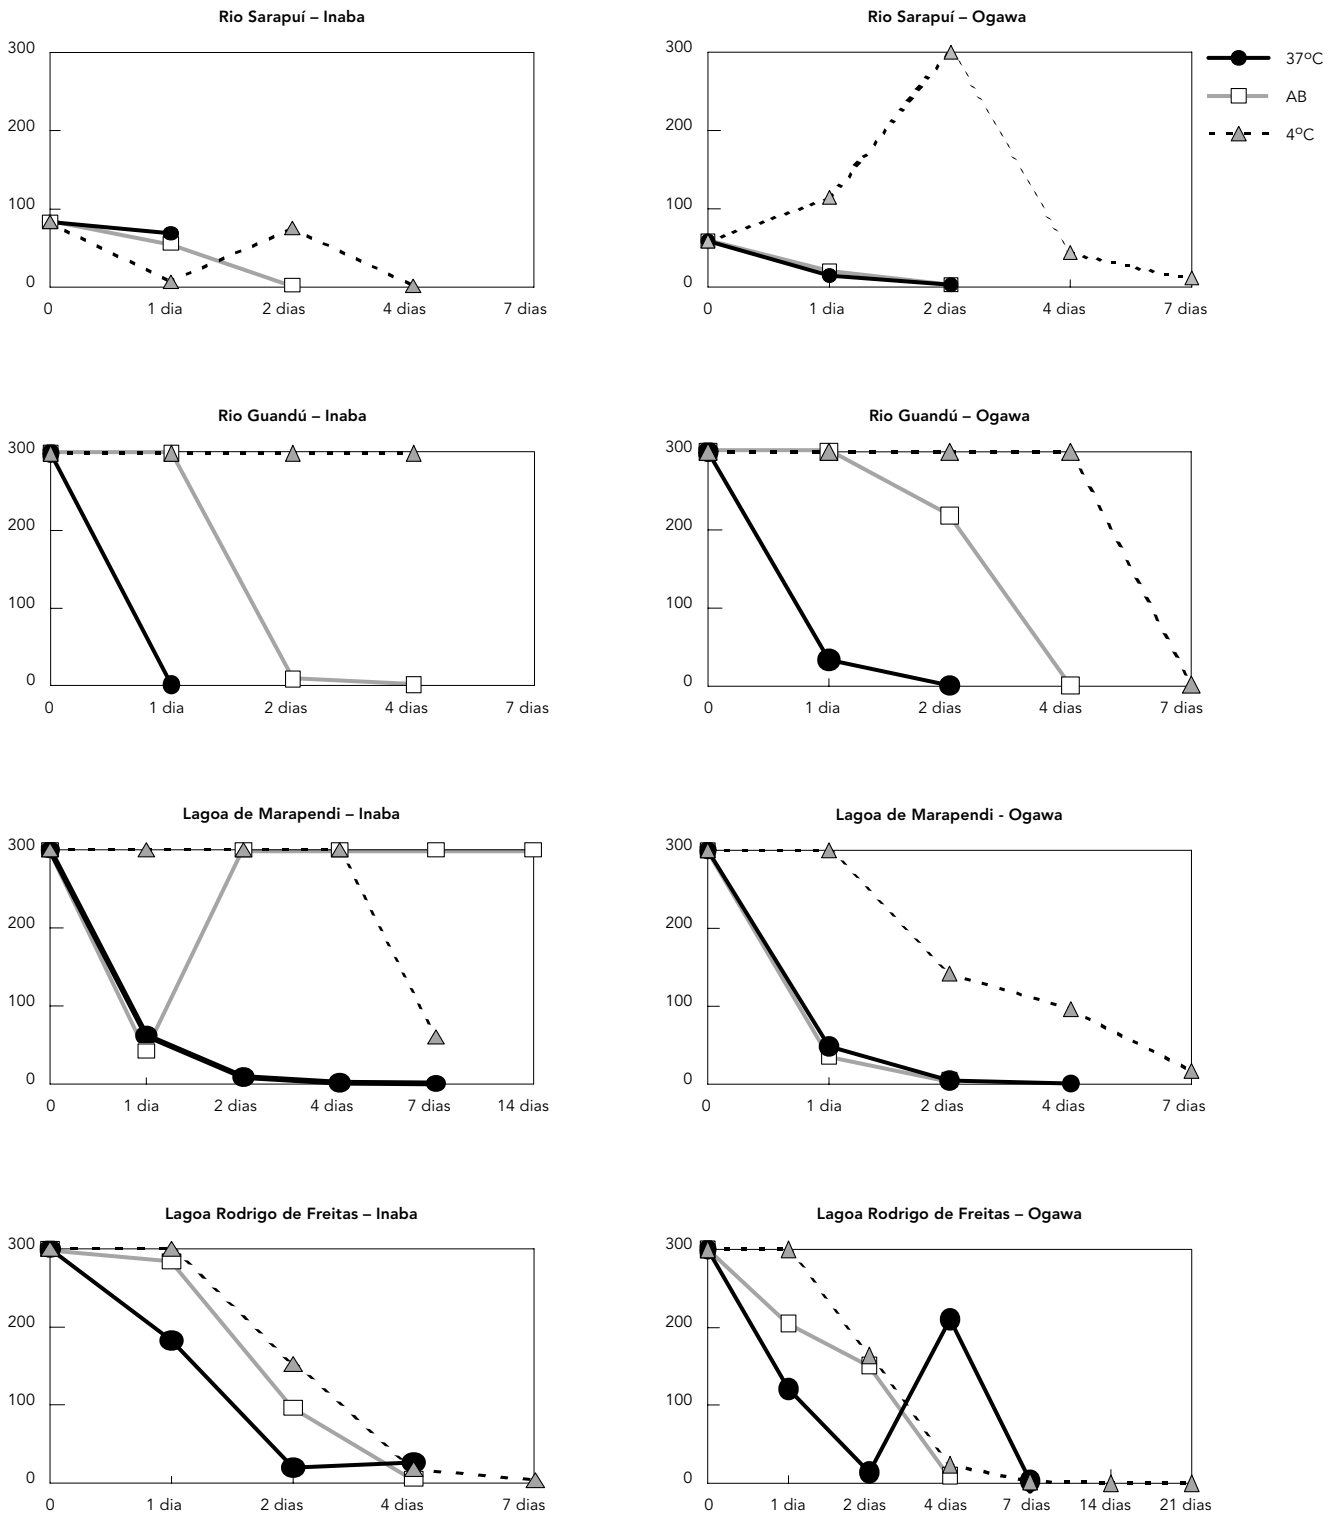 Rio Sarapuí – Inaba
300
200
100
0
0 1 dia 2 dias 4 dias 7 dias
Rio Sarapuí – Ogawa
300
200
100
0
0 1 dia 2 dias 4 dias 7 dias
37ºC
AB
4ºC
Rio Guandú – Inaba
300
200
100
0
0 1 dia 2 dias 4 dias 7 dias
Rio Guandú – Ogawa
300
200
100
0
0 1 dia 2 dias 4 dias 7 dias
Lagoa de Marapendi – Inaba
300
200
100
0
0 1 dia 2 dias 4 dias 7 dias 14 dias
Lagoa de Marapendi - Ogawa
300
200
100
0
0 1 dia 2 dias 4 dias 7 dias
Lagoa Rodrigo de Freitas – Inaba
300
200
100
0
0 1 dia 2 dias 4 dias 7 dias
Lagoa Rodrigo de Freitas – Ogawa
300
200
100
0
0 1 dia 2 dias 4 dias 7 dias 14 dias 21 dias